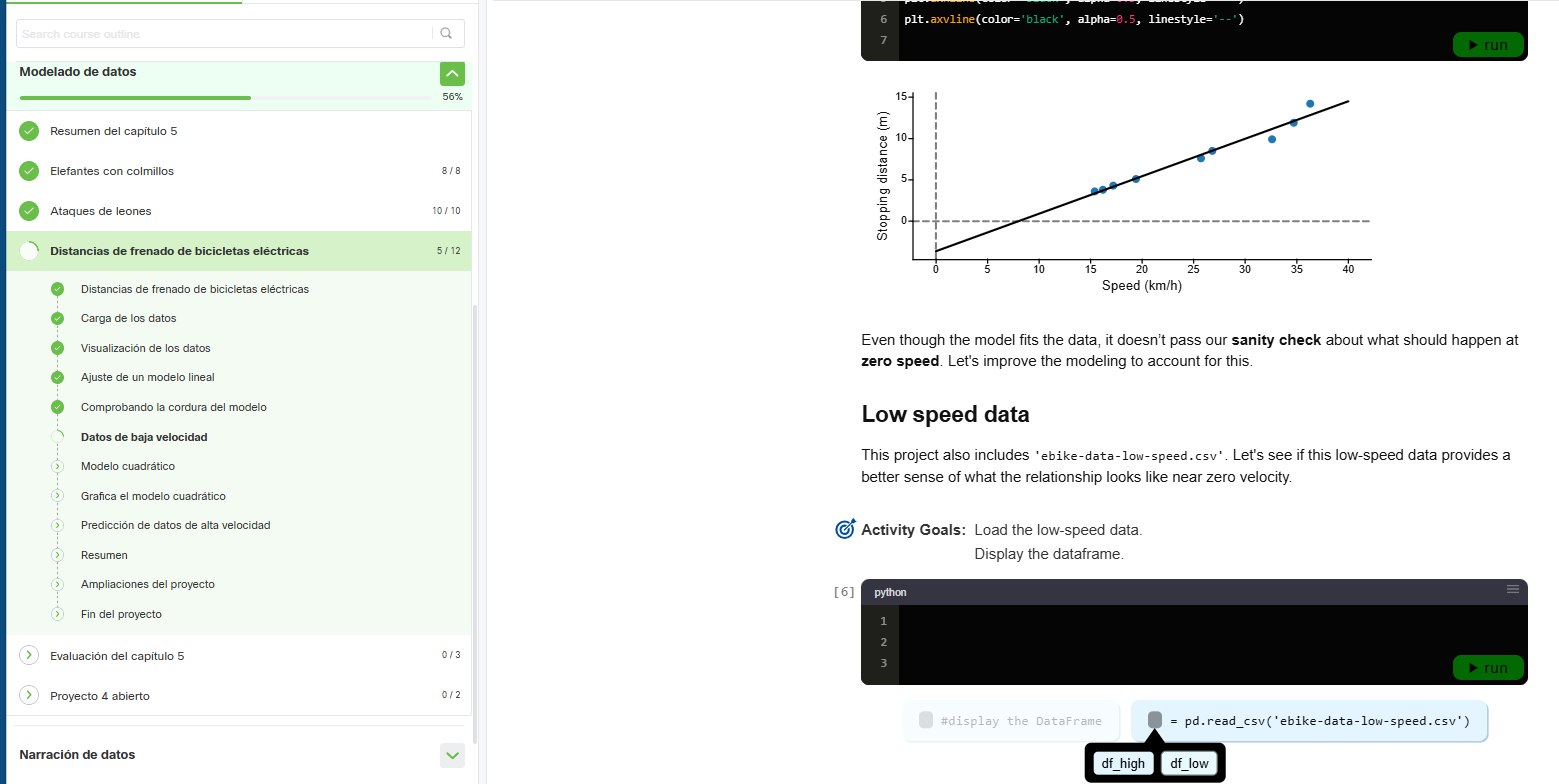 Search course outline
Modelado de datos
56%
Resumen del capítulo 5
Elefantes con colmillos 8 / 8
Ataques de leones 10 / 10
Distancias de frenado de bicicletas eléctricas 5 / 12
Distancias de frenado de bicicletas eléctricas
Carga de los datos
Visualización de los datos
Ajuste de un modelo lineal
Comprobando la cordura del modelo
Datos de baja velocidad
Modelo cuadrático
Grafica el modelo cuadrático
Predicción de datos de alta velocidad
Resumen
Ampliaciones del proyecto
Fin del proyecto
Evaluación del capítulo 5 0 / 3
Proyecto 4 abierto 0 / 2
Narración de datos
6 plt.axvline(color='black', alpha=0.5, linestyle='--')
7
run
15
10
5
0
Stopping distance (m)
0 5 10 15 20 25 30 35 40
Speed (km/h)
Even though the model fits the data, it doesn't pass our sanity check about what should happen at
zero speed. Let's improve the modeling to account for this.
Low speed data
This project also includes 'ebike-data-low-speed.csv'. Let's see if this low-speed data provides a
better sense of what the relationship looks like near zero velocity.
Activity Goals: Load the low-speed data.
Display the dataframe.
[6] python
1
2
3
run
#display the DataFrame = pd.read_csv('ebike-data-low-speed.csv')
df_high df_low